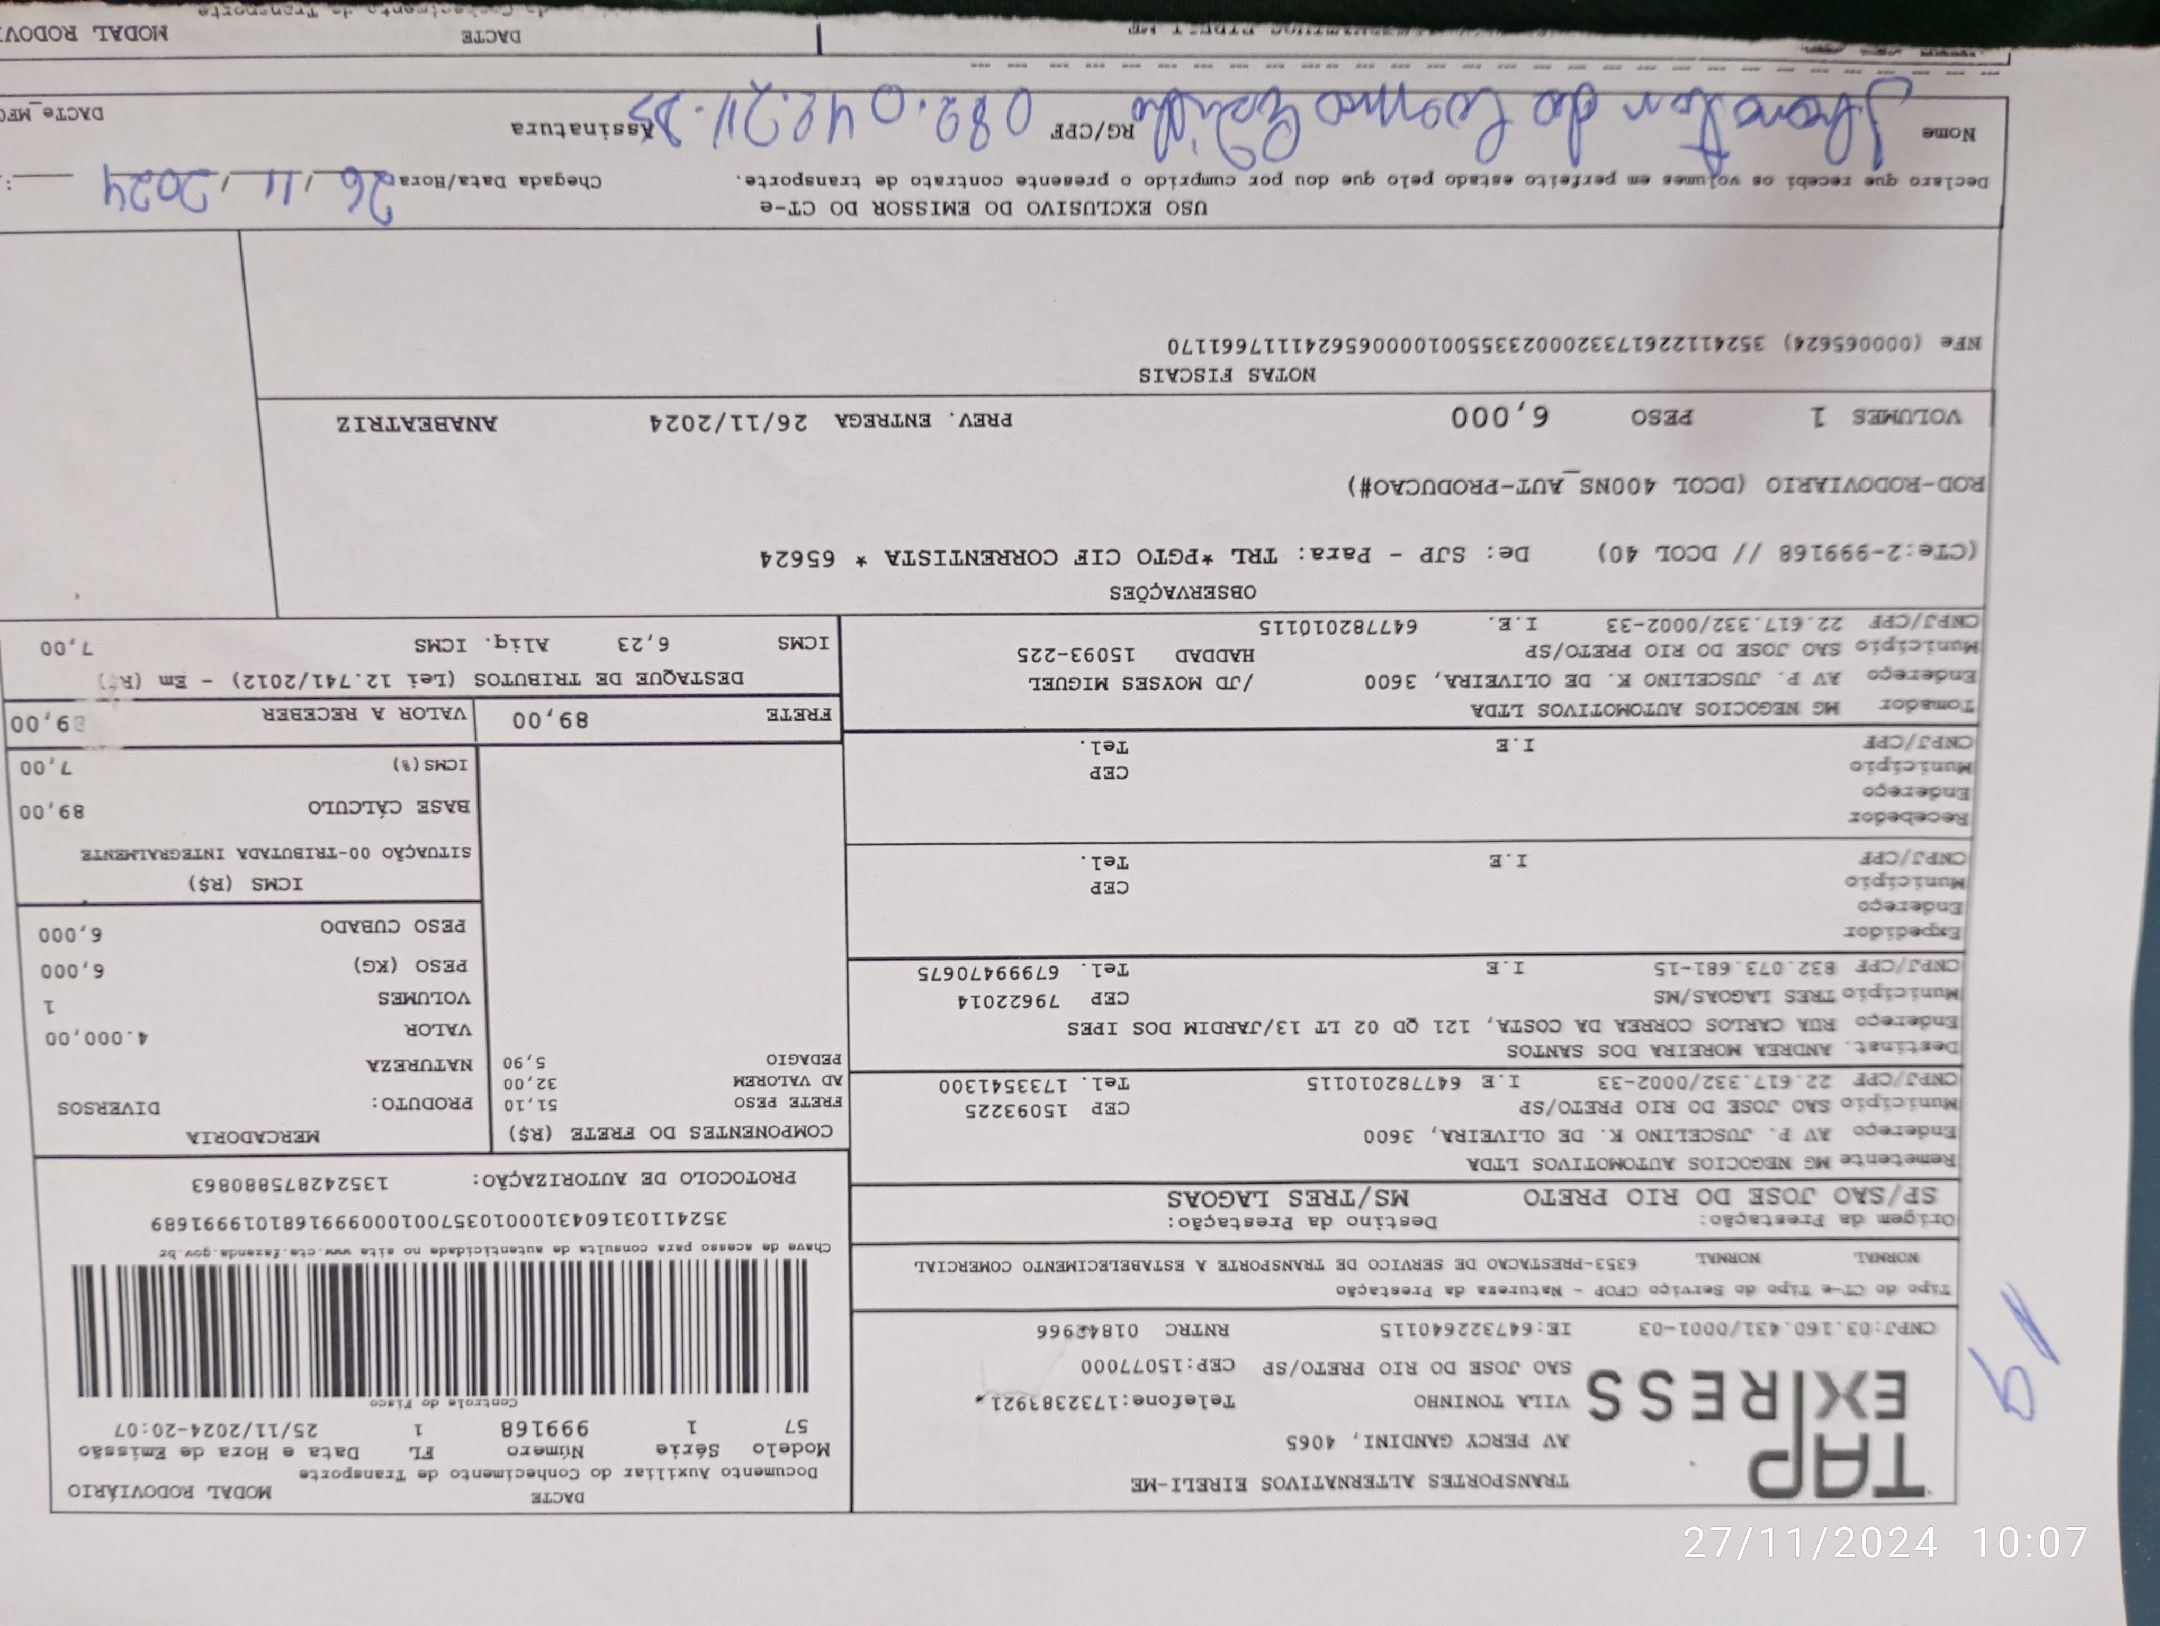 TAP
EXPRESS
TRANSPORTES ALTERNATIVOS EIRELI-ME
AV PERCY GANDINI, 4065
VILA TONINHO Telefone:1732383921
SAO JOSE DO RIO PRETO/SP CEP:15077000
CNPJ:03.160.431/0001-03 IE:647322640115 RNTRC
DACTE MODAL RODOVIÁRIO
Documento Auxiliar do Conhecimento de Transporte
Modelo Série Número FL Data e Hora de Emissão
57 1 999168 1 25/11/2024-20:07
Controle do Fisco
Chave de acesso para consulta de autenticidade no site www.cte.fazenda.gov.br
35241103160431000103570010009991681019991689
PROTOCOLO DE AUTORIZAÇÃO: 135242875880863
Tipo do CT-e Tipo do Serviço CFOP - Natureza da Prestação
NORMAL NORMAL 6353-PRESTACAO DE SERVICO DE TRANSPORTE A ESTABELECIMENTO COMERCIAL
Origem da Prestação: Destino da Prestação:
SP/SAO JOSE DO RIO PRETO MS/TRES LAGOAS
Remetente MG NEGOCIOS AUTOMOTIVOS LTDA
Endereço AV P. JUSCELINO K. DE OLIVEIRA, 3600
Município SAO JOSE DO RIO PRETO/SP CEP 15093225
CNPJ/CPF 22.617.332/0002-33 I.E 647782010115 Tel. 1733541300
Destinat. ANDREA MOREIRA DOS SANTOS
Endereço RUA CARLOS CORREA DA COSTA, 121 QD 02 LT 13/JARDIM DOS IPES
Município TRES LAGOAS/MS CEP 79622014
CNPJ/CPF 832.073.681-15 I.E Tel. 67999470675
Expedidor
Endereço
Município CEP
CNPJ/CPF I.E Tel.
Recebedor
Endereço
Município CEP
CNPJ/CPF I.E Tel.
Tomador MG NEGOCIOS AUTOMOTIVOS LTDA
Endereço AV P. JUSCELINO K. DE OLIVEIRA, 3600 /JD MOYSES MIGUEL
Município SAO JOSE DO RIO PRETO/SP HADDAD 15093-225
CNPJ/CPF 22.617.332/0002-33 I.E. 647782010115
COMPONENTES DO FRETE (R$)
FRETE PESO 51,10
AD VALOREM 32,00
PEDAGIO 5,90
MERCADORIA
PRODUTO: DIVERSOS
NATUREZA
VALOR 4.000,00
VOLUMES 1
PESO (KG) 6,000
PESO CUBADO 6,000
ICMS (R$)
SITUAÇÃO 00-TRIBUTADA INTEGRALMENTE
BASE CÁLCULO 89,00
ICMS(%) 7,00
FRETE 89,00 VALOR A RECEBER 89,00
DESTAQUE DE TRIBUTOS (Lei 12.741/2012) - Em (R$)
ICMS 6,23 Aliq. ICMS 7,00
OBSERVAÇÕES
(CTe:2-999168 // DCOL 40) De: SJP - Para: TRL *PGTO CIF CORRENTISTA * 65624
ROD-RODOVIARIO (DCOL 400NS_AUT-PRODUCAO#)
VOLUMES 1 PESO 6,000 PREV. ENTREGA 26/11/2024 ANABEATRIZ
NOTAS FISCAIS
NFe (000065624) 352411226173320002335500100006562411117661170
USO EXCLUSIVO DO EMISSOR DO CT-e
Declaro que recebi os volumes em perfeito estado pelo que dou por cumprido o presente contrato de transporte. Chegada Data/Hora 26/11/2024
Nome RG/CPF 082.048.211. Assinatura
DACTe_MFC
DACTE MODAL RODOVI
27/11/2024 10:07